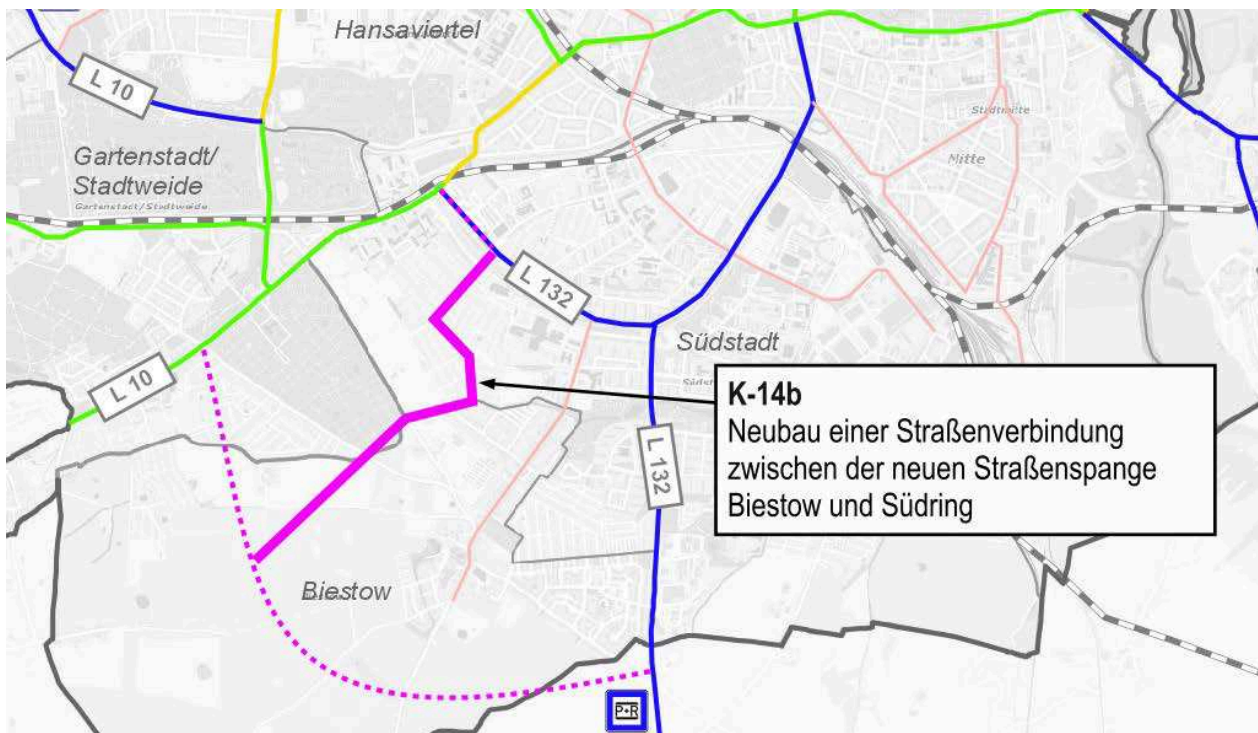 Hansaviertel
L 10
Stadtmitte
Mitte
Gartenstadt/
Stadtweide
Gartenstadt/Stadtweide
L 132
Südstadt
L 10
K-14b
Neubau einer Straßenverbindung
zwischen der neuen Straßenspange
Biestow und Südring
L 132
Biestow
P+R